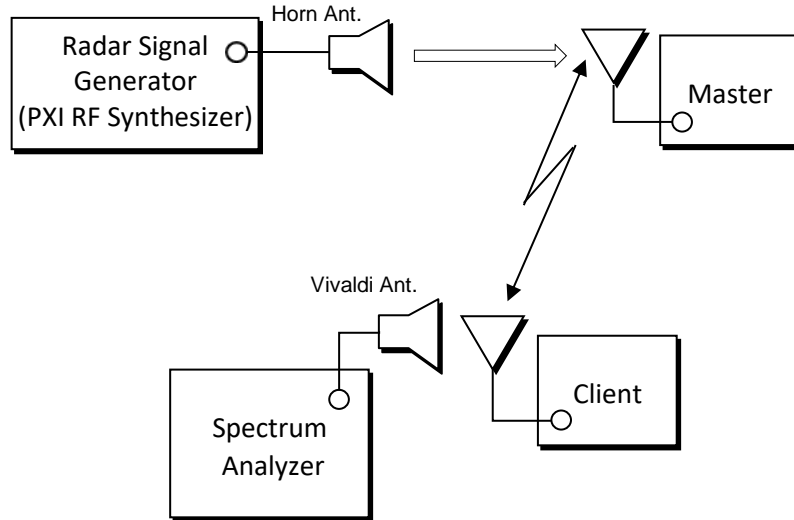 Horn Ant.
Radar Signal
Generator
(PXI RF Synthesizer)
Master
Vivaldi Ant.
Client
Spectrum
Analyzer